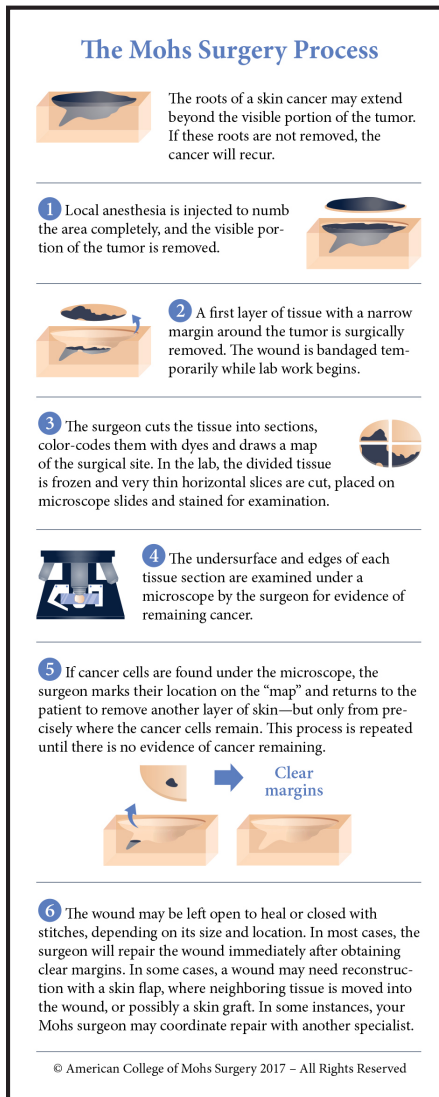 The Mohs Surgery Process
The roots of a skin cancer may extend
beyond the visible portion of the tumor.
If these roots are not removed, the
cancer will recur.
1 Local anesthesia is injected to numb
the area completely, and the visible por-
tion of the tumor is removed.
2 A first layer of tissue with a narrow
margin around the tumor is surgically
removed. The wound is bandaged tem-
porarily while lab work begins.
3 The surgeon cuts the tissue into sections,
color-codes them with dyes and draws a map
of the surgical site. In the lab, the divided tissue
is frozen and very thin horizontal slices are cut, placed on
microscope slides and stained for examination.
4 The undersurface and edges of each
tissue section are examined under a
microscope by the surgeon for evidence of
remaining cancer.
5 If cancer cells are found under the microscope, the
surgeon marks their location on the “map” and returns to the
patient to remove another layer of skin—but only from pre-
cisely where the cancer cells remain. This process is repeated
until there is no evidence of cancer remaining.
Clear
margins
6 The wound may be left open to heal or closed with
stitches, depending on its size and location. In most cases, the
surgeon will repair the wound immediately after obtaining
clear margins. In some cases, a wound may need reconstruc-
tion with a skin flap, where neighboring tissue is moved into
the wound, or possibly a skin graft. In some instances, your
Mohs surgeon may coordinate repair with another specialist.
© American College of Mohs Surgery 2017 – All Rights Reserved